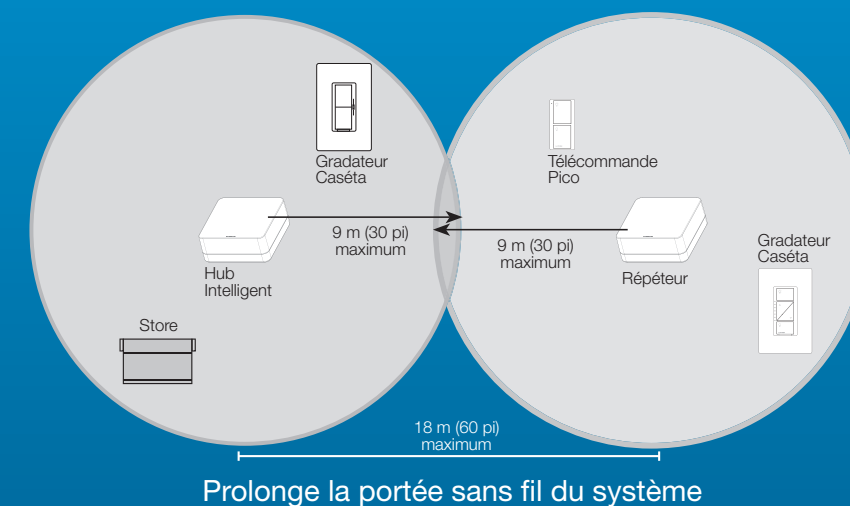 Gradateur
Caséta
Télécommande
Pico
9 m (30 pi)
maximum
9 m (30 pi)
maximum
Hub
Intelligent
Répéteur
Gradateur
Caséta
Store
18 m (60 pi)
maximum
Prolonge la portée sans fil du système